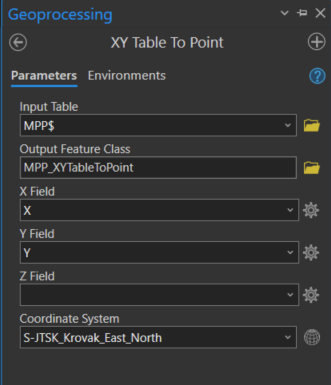 Geoprocessing
XY Table To Point
Parameters Environments
Input Table
MPP$
Output Feature Class
MPP_XYTableToPoint
X Field
X
Y Field
Y
Z Field
Coordinate System
S-JTSK_Krovak_East_North